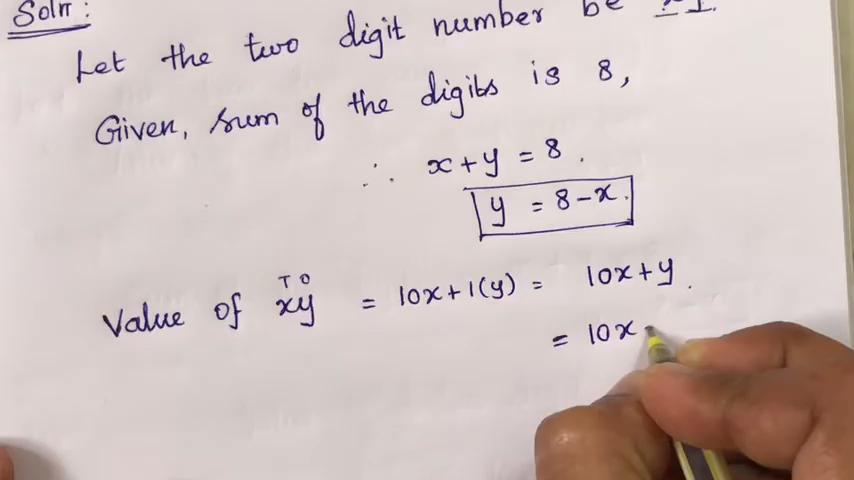 Soln :
Let the two digit number be
Given, sum of the digits is 8,
∴ x + y = 8 .
y = 8 - x .
T O
Value of xy = 10x + 1(y) = 10x + y .
= 10x